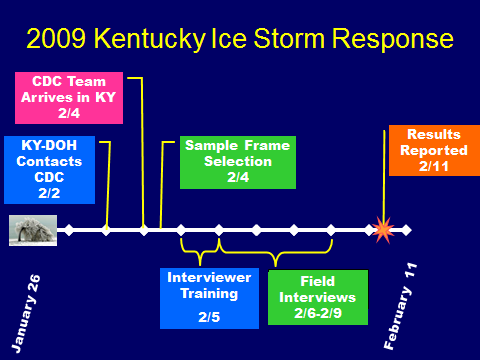 2009 Kentucky Ice Storm Response
CDC Team
Arrives in KY
2/4
KY-DOH
Contacts
CDC
2/2
Sample Frame
Selection
2/4
Results
Reported
2/11
Interviewer
Training
2/5
Field
Interviews
2/6-2/9
January 26
February 11